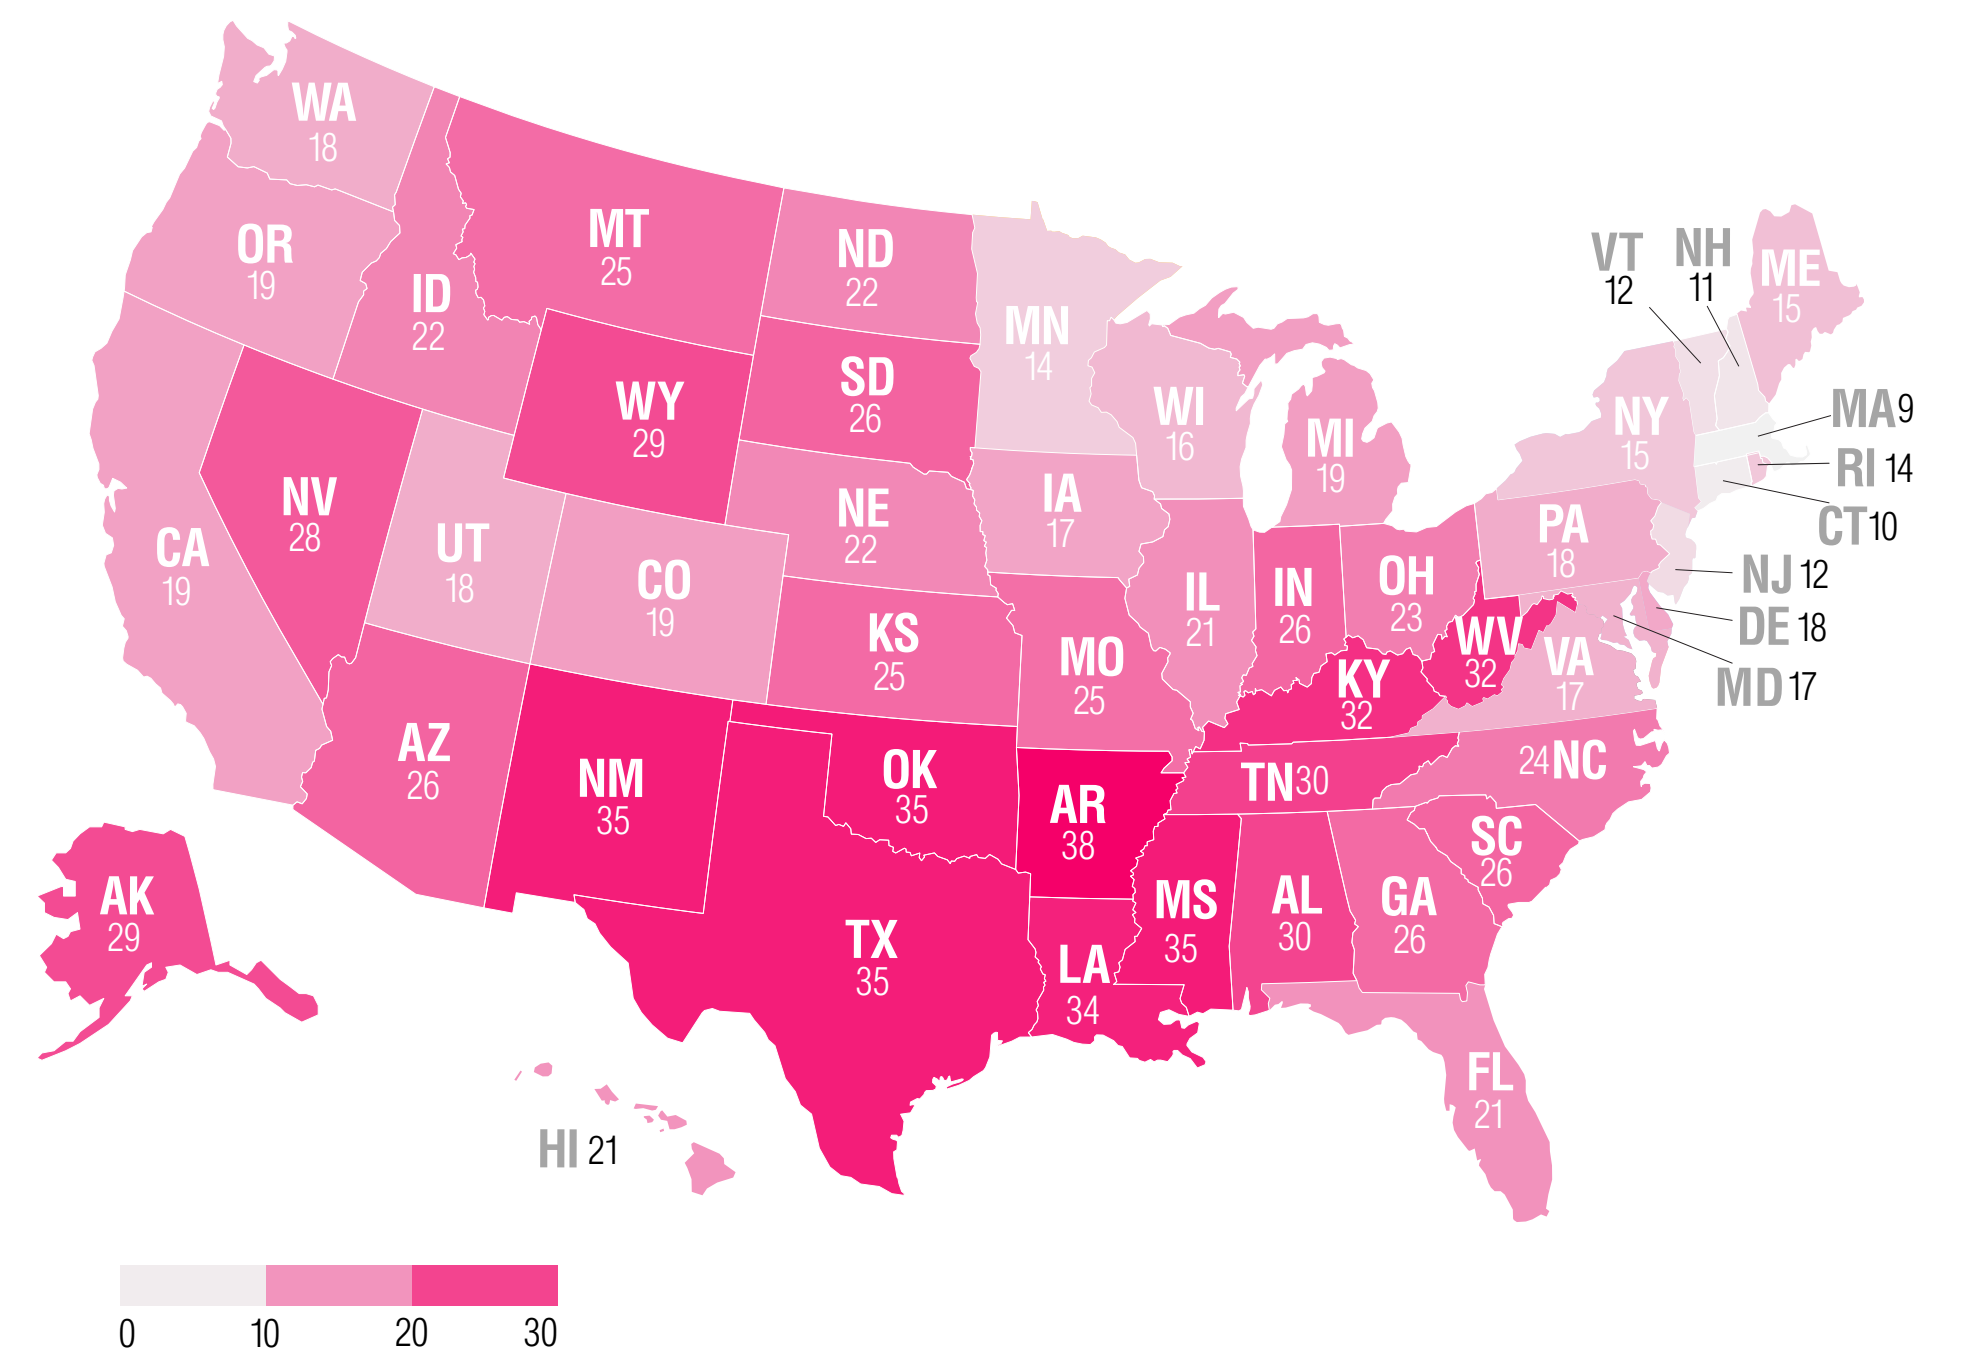 WA
18
OR
19
ID
22
MT
25
ND
22
MN
14
VT
12
NH
11
ME
15
WY
29
SD
26
WI
16
MI
19
NY
15
MA 9
RI 14
CT 10
NV
28
CA
19
UT
18
CO
19
NE
22
IA
17
IL
21
IN
26
OH
23
PA
18
NJ 12
DE 18
MD 17
KS
25
MO
25
KY
32
WV
32
VA
17
AZ
26
NM
35
OK
35
AR
38
TN 30
24 NC
SC
26
AK
29
TX
35
LA
34
MS
35
AL
30
GA
26
FL
21
HI 21
0 10 20 30